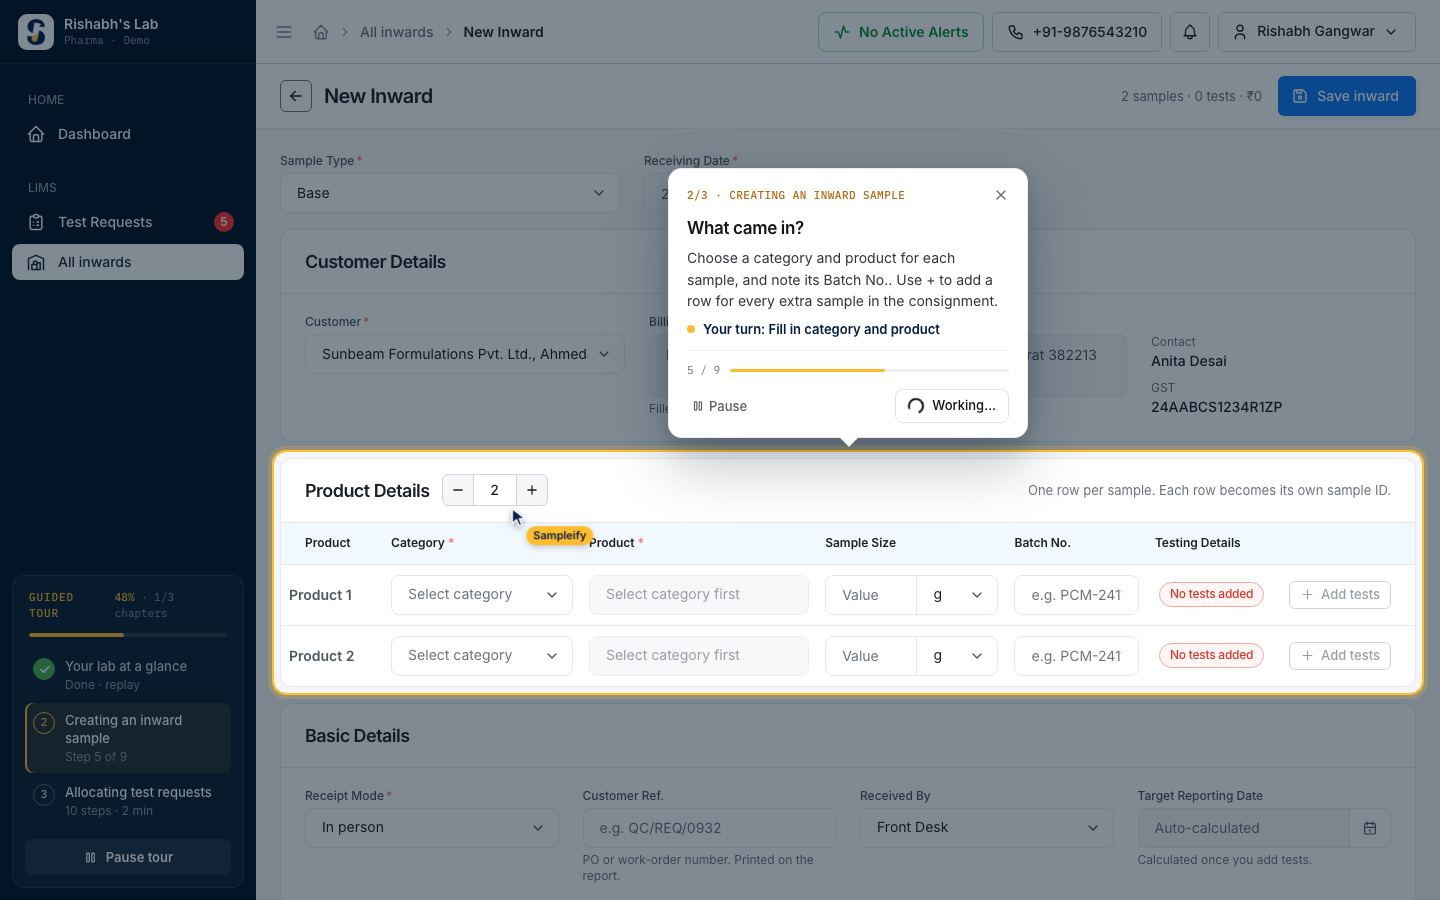 Rishabh's Lab
Pharma · Demo
HOME
Dashboard
LIMS
Test Requests
5
All inwards
GUIDED TOUR
48% · 1/3 chapters
Your lab at a glance
Done · replay
2
Creating an inward sample
Step 5 of 9
3
Allocating test requests
10 steps · 2 min
Pause tour
All inwards
New Inward
No Active Alerts
+91-9876543210
Rishabh Gangwar
New Inward
2 samples · 0 tests · ₹0
Save inward
Sample Type *
Receiving Date *
Base
2/3 · CREATING AN INWARD SAMPLE
What came in?
Choose a category and product for each
sample, and note its Batch No.. Use + to add a
row for every extra sample in the consignment.
Your turn: Fill in category and product
5 / 9
Pause
Working...
Customer Details
Customer *
Sunbeam Formulations Pvt. Ltd., Ahmed
rat 382213
Contact
Anita Desai
GST
24AABCS1234R1ZP
Product Details
− 2 +
One row per sample. Each row becomes its own sample ID.
Sampleify
Product Category * Product * Sample Size Batch No. Testing Details
Product 1 Select category Select category first Value g e.g. PCM-241 No tests added + Add tests
Product 2 Select category Select category first Value g e.g. PCM-241 No tests added + Add tests
Basic Details
Receipt Mode * Customer Ref. Received By Target Reporting Date
In person e.g. QC/REQ/0932 Front Desk Auto-calculated
PO or work-order number. Printed on the report.
Calculated once you add tests.